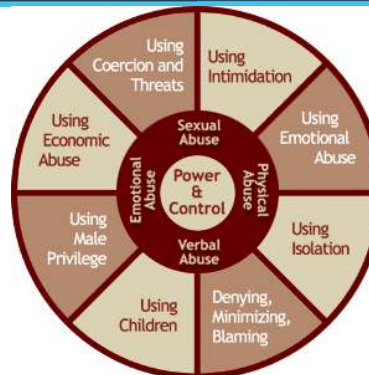 Using
Coercion and
Threats
Using
Intimidation
Using
Emotional
Abuse
Using
Isolation
Denying,
Minimizing,
Blaming
Using
Children
Using
Male
Privilege
Using
Economic
Abuse
Sexual
Abuse
Physical
Abuse
Verbal
Abuse
Emotional
Abuse
Power
&
Control